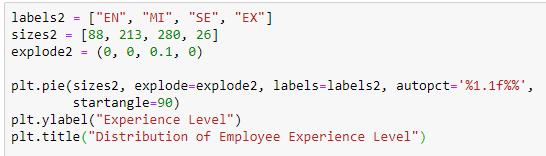 labels2 = ["EN", "MI", "SE", "EX"]
sizes2 = [88, 213, 280, 26]
explode2 = (0, 0, 0.1, 0)

plt.pie(sizes2, explode=explode2, labels=labels2, autopct='%1.1f%%',
        startangle=90)
plt.ylabel("Experience Level")
plt.title("Distribution of Employee Experience Level")